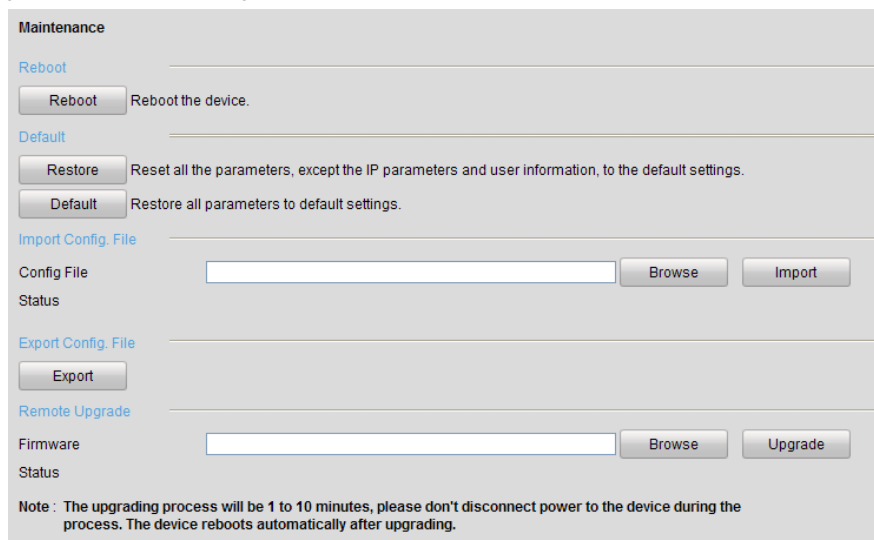 Maintenance
Reboot
Reboot Reboot the device.
Default
Restore Reset all the parameters, except the IP parameters and user information, to the default settings.
Default Restore all parameters to default settings.
Import Config. File
Config File Browse Import
Status
Export Config. File
Export
Remote Upgrade
Firmware Browse Upgrade
Status
Note : The upgrading process will be 1 to 10 minutes, please don't disconnect power to the device during the
process. The device reboots automatically after upgrading.